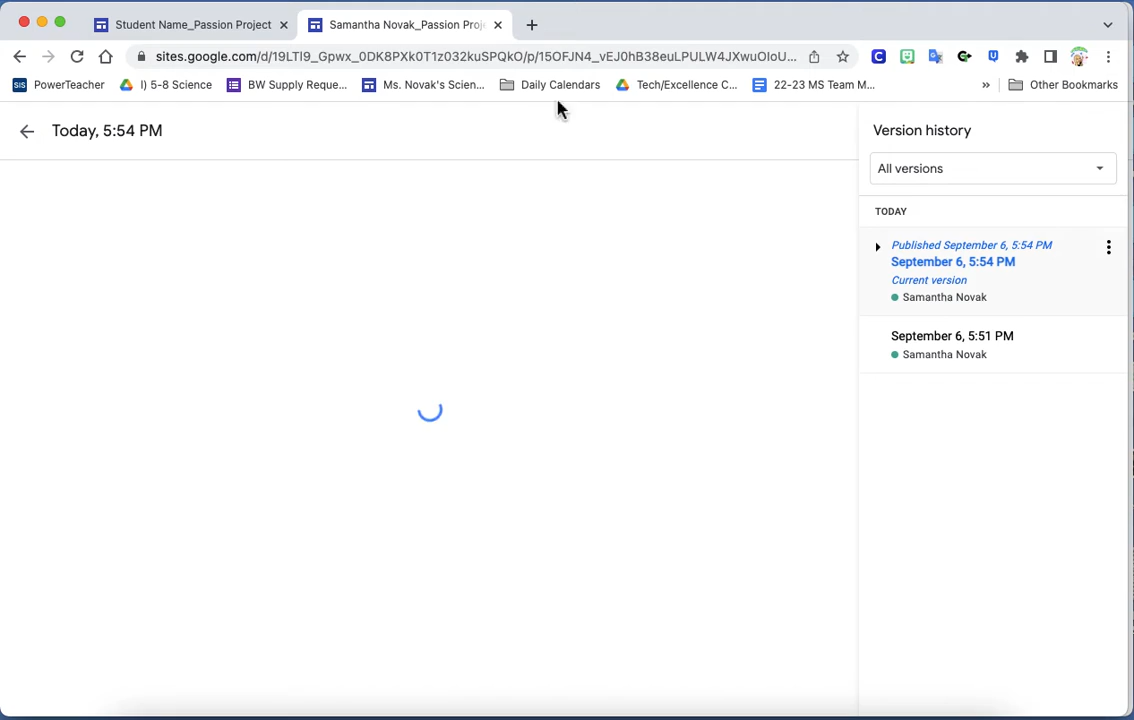 Student Name_Passion Project
Samantha Novak_Passion Proj
sites.google.com/d/19LTI9_Gpwx_0DK8PXk0T1z032kuSPQkO/p/15OFJN4_vEJ0hB38euLPULW4JXwuOIoU...
SIS PowerTeacher
I) 5-8 Science
BW Supply Reque...
Ms. Novak's Scien...
Daily Calendars
Tech/Excellence C...
22-23 MS Team M...
»
Other Bookmarks
Today, 5:54 PM
Version history
All versions
TODAY
Published September 6, 5:54 PM
September 6, 5:54 PM
Current version
Samantha Novak
September 6, 5:51 PM
Samantha Novak